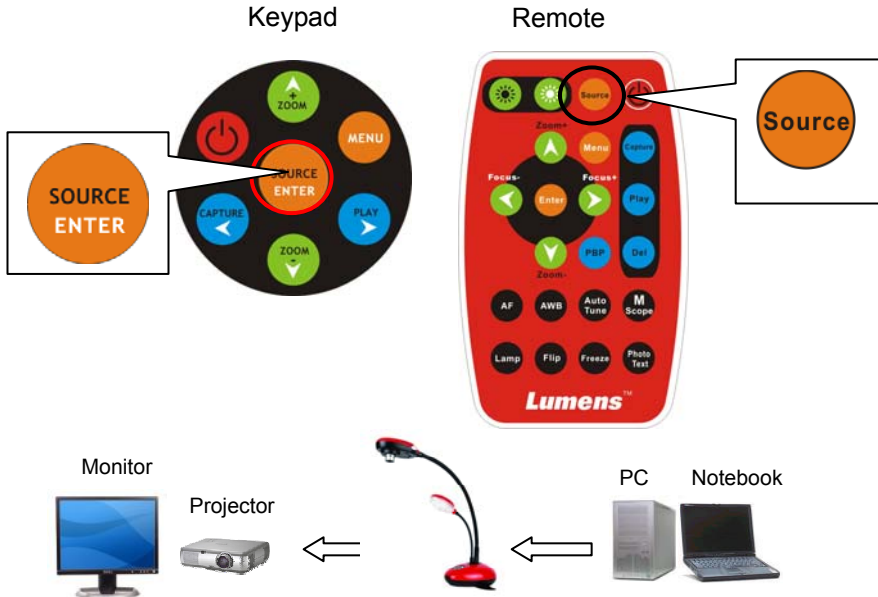 Keypad
Remote
+
ZOOM
MENU
SOURCE
ENTER
CAPTURE
PLAY
ZOOM
-
SOURCE
ENTER
Source
Zoom+
Menu
Capture
Focus-
Focus+
Enter
Play
Zoom-
PBP
Del
AF
AWB
Auto
Tune
M
Scope
Lamp
Flip
Freeze
Photo
Text
Lumens™
Source
Monitor
Projector
PC
Notebook